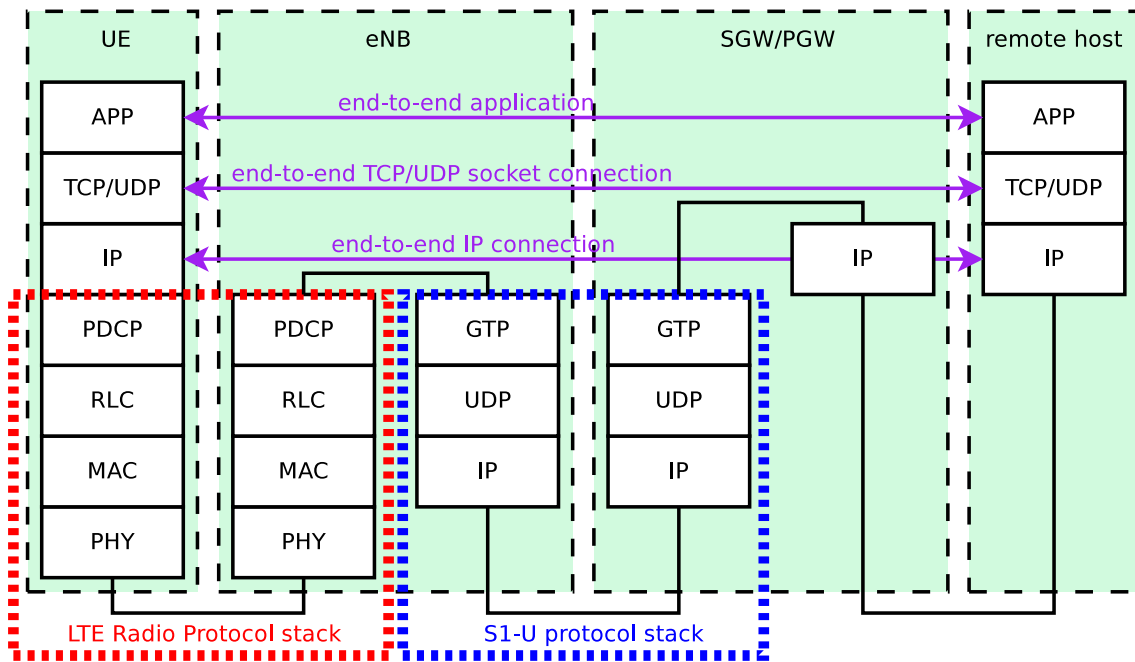 UE
eNB
SGW/PGW
remote host
APP
end-to-end application
APP
TCP/UDP
end-to-end TCP/UDP socket connection
TCP/UDP
IP
end-to-end IP connection
IP
IP
PDCP
PDCP
GTP
GTP
RLC
RLC
UDP
UDP
MAC
MAC
IP
IP
PHY
PHY
LTE Radio Protocol stack
S1-U protocol stack